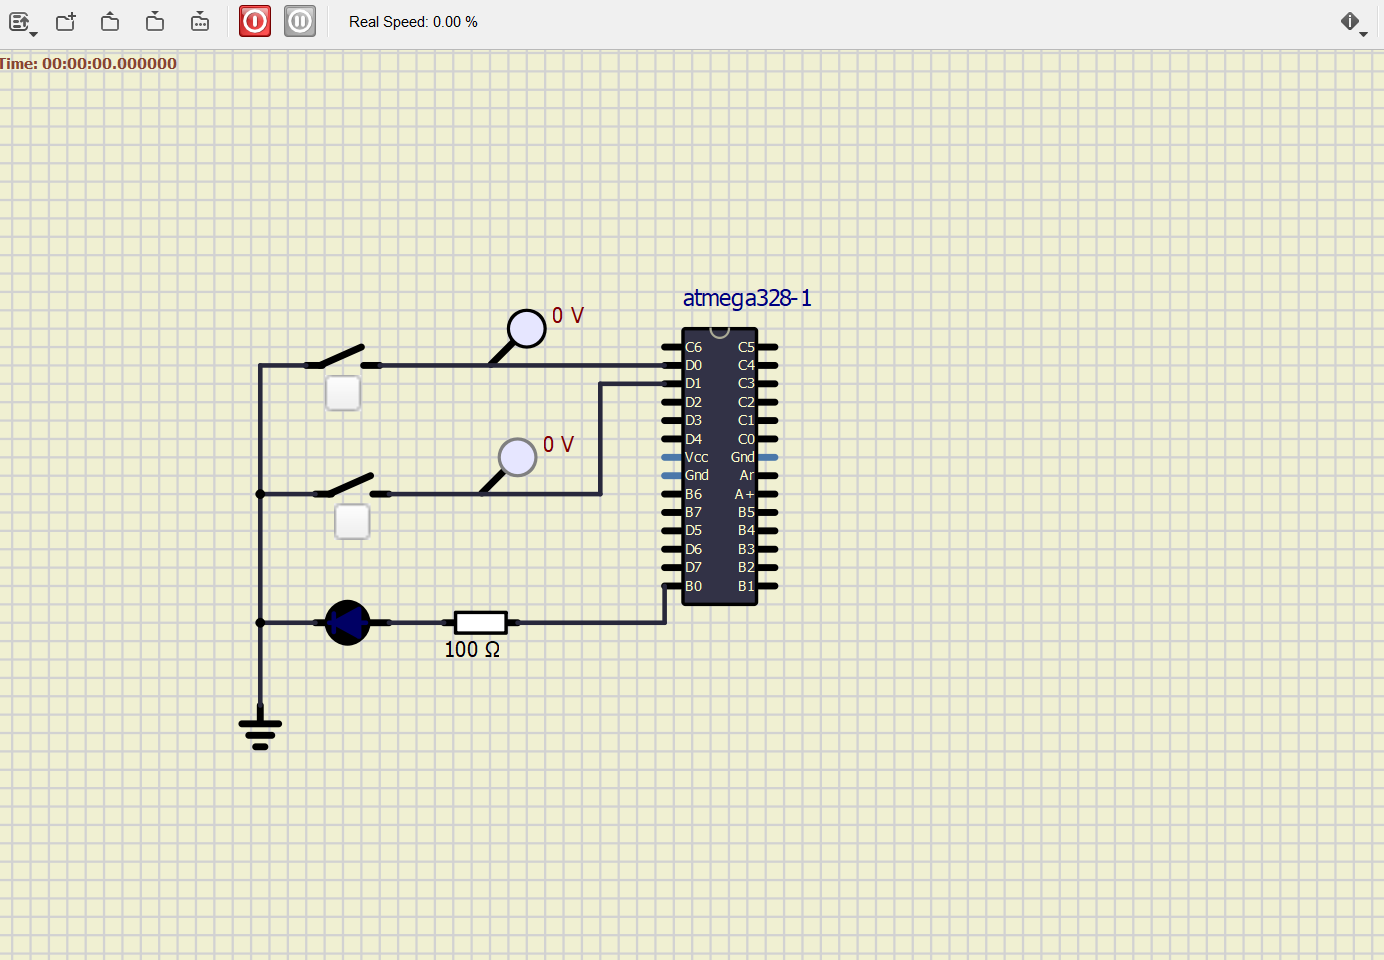 Real Speed: 0.00 %
Time: 00:00:00.000000
atmega328-1
0 V
0 V
100 Ω
C6 C5
D0 C4
D1 C3
D2 C2
D3 C1
D4 C0
Vcc Gnd
Gnd Ar
B6 A+
B7 B5
D5 B4
D6 B3
D7 B2
B0 B1